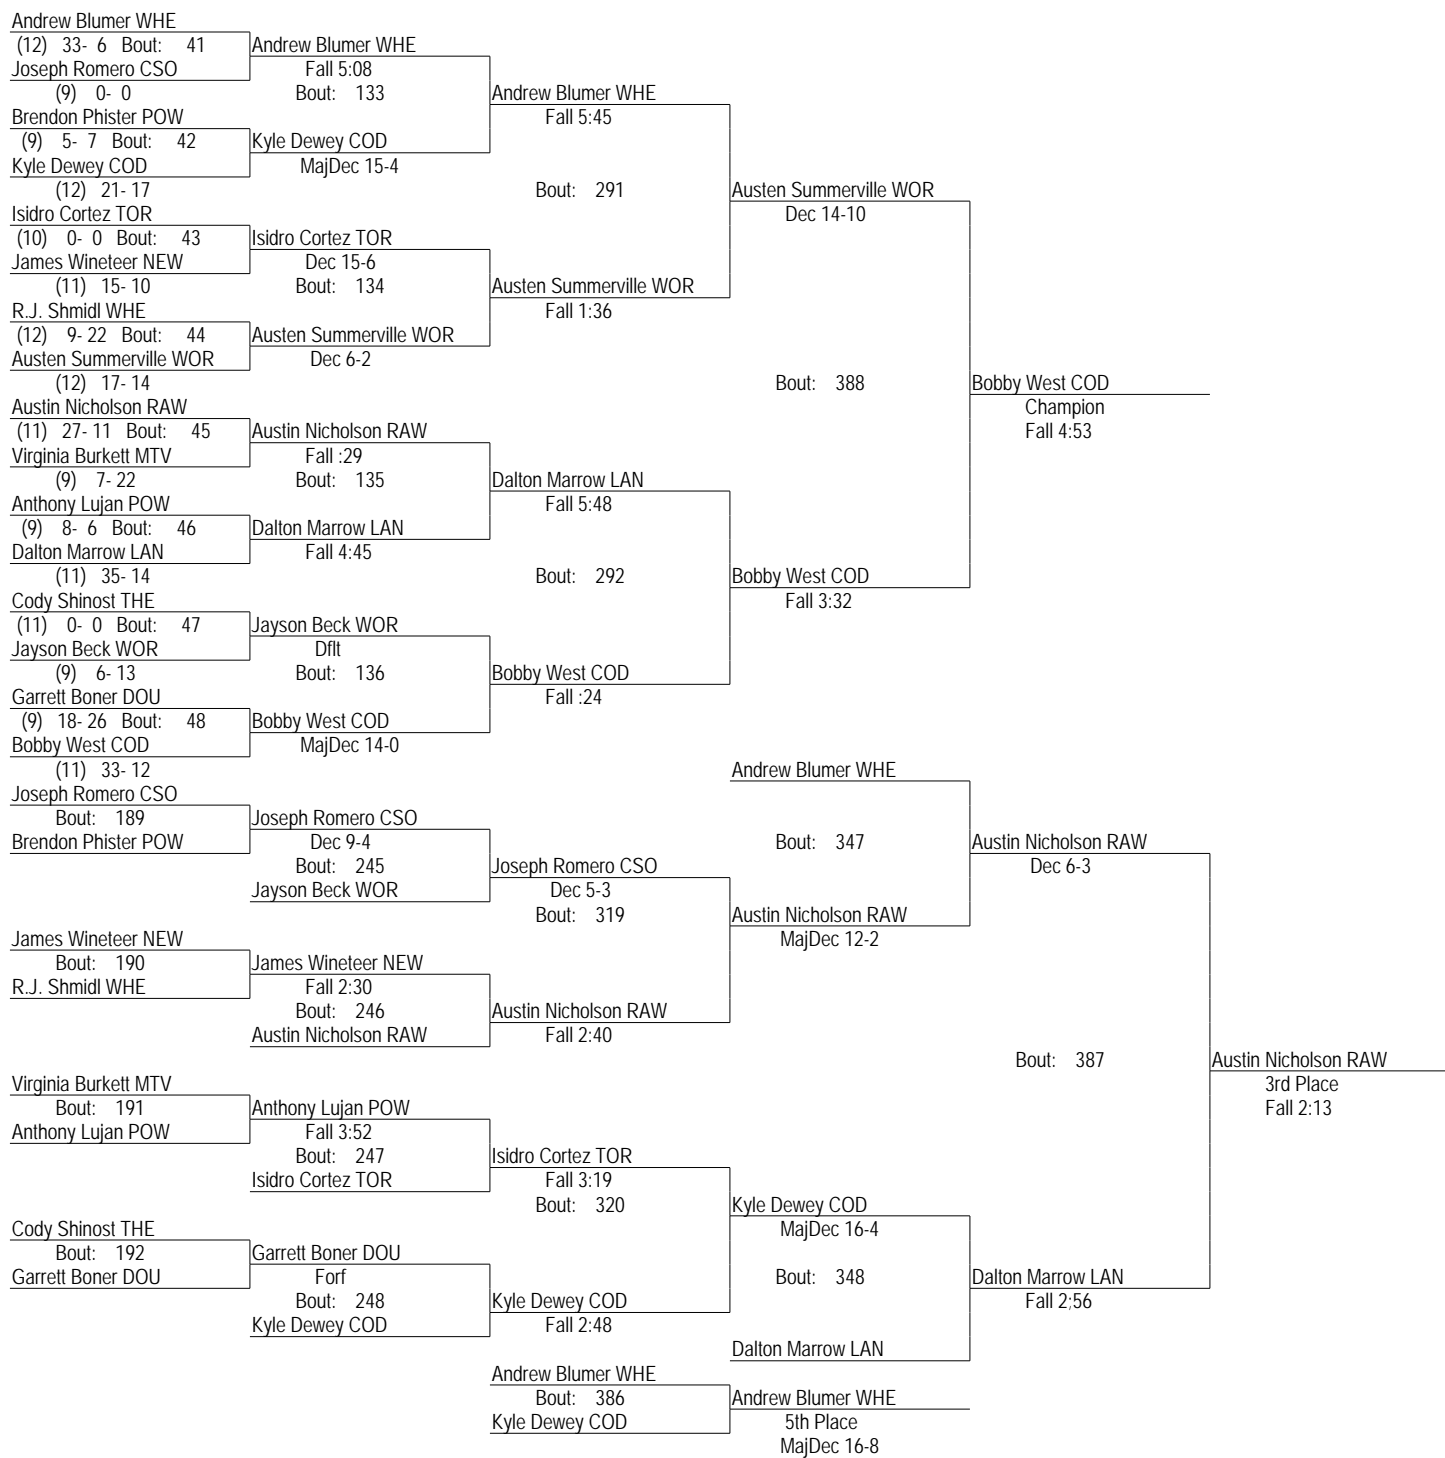 Andrew Blumer WHE
(12) 33- 6 Bout: 41 Andrew Blumer WHE
Joseph Romero CSO Fall 5:08
(9) 0- 0 Bout: 133 Andrew Blumer WHE
Brendon Phister POW Fall 5:45
(9) 5- 7 Bout: 42 Kyle Dewey COD
Kyle Dewey COD MajDec 15-4
(12) 21- 17 Bout: 291 Austen Summerville WOR
Isidro Cortez TOR Dec 14-10
(10) 0- 0 Bout: 43 Isidro Cortez TOR
James Wineteer NEW Dec 15-6
(11) 15- 10 Bout: 134 Austen Summerville WOR
R.J. Shmidl WHE Fall 1:36
(12) 9- 22 Bout: 44 Austen Summerville WOR
Austen Summerville WOR Dec 6-2
(12) 17- 14 Bout: 388 Bobby West COD
Austin Nicholson RAW Champion
(11) 27- 11 Bout: 45 Austin Nicholson RAW Fall 4:53
Virginia Burkett MTV Fall :29
(9) 7- 22 Bout: 135 Dalton Marrow LAN
Anthony Lujan POW Fall 5:48
(9) 8- 6 Bout: 46 Dalton Marrow LAN
Dalton Marrow LAN Fall 4:45
(11) 35- 14 Bout: 292 Bobby West COD
Cody Shinost THE Fall 3:32
(11) 0- 0 Bout: 47 Jayson Beck WOR
Jayson Beck WOR Dflt
(9) 6- 13 Bout: 136 Bobby West COD
Garrett Boner DOU Fall :24
(9) 18- 26 Bout: 48 Bobby West COD
Bobby West COD MajDec 14-0
(11) 33- 12 Andrew Blumer WHE
Joseph Romero CSO
Bout: 189 Joseph Romero CSO
Brendon Phister POW Dec 9-4 Bout: 347 Austin Nicholson RAW
Bout: 245 Joseph Romero CSO Dec 6-3
Jayson Beck WOR Dec 5-3
Bout: 319 Austin Nicholson RAW
James Wineteer NEW MajDec 12-2
Bout: 190 James Wineteer NEW
R.J. Shmidl WHE Fall 2:30
Bout: 246 Austin Nicholson RAW
Austin Nicholson RAW Fall 2:40
Bout: 387 Austin Nicholson RAW
Virginia Burkett MTV 3rd Place
Bout: 191 Anthony Lujan POW Fall 2:13
Anthony Lujan POW Fall 3:52
Bout: 247 Isidro Cortez TOR
Isidro Cortez TOR Fall 3:19
Bout: 320 Kyle Dewey COD
Cody Shinost THE MajDec 16-4
Bout: 192 Garrett Boner DOU
Garrett Boner DOU Forf Bout: 348 Dalton Marrow LAN
Bout: 248 Kyle Dewey COD Fall 2;56
Kyle Dewey COD Fall 2:48
Dalton Marrow LAN
Andrew Blumer WHE
Bout: 386 Andrew Blumer WHE
Kyle Dewey COD 5th Place
MajDec 16-8